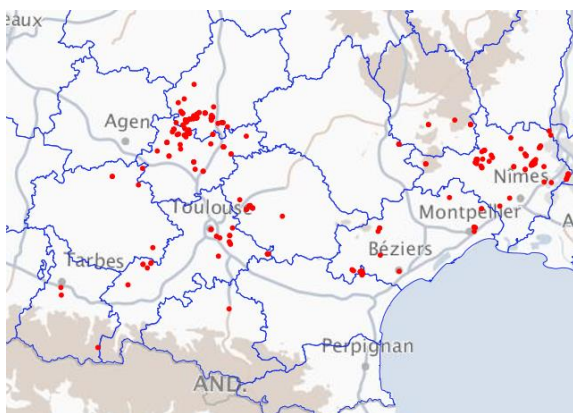 eaux
Agen
Nîmes
Toulouse
Montpellier
A
Béziers
Tarbes
Perpignan
AND.